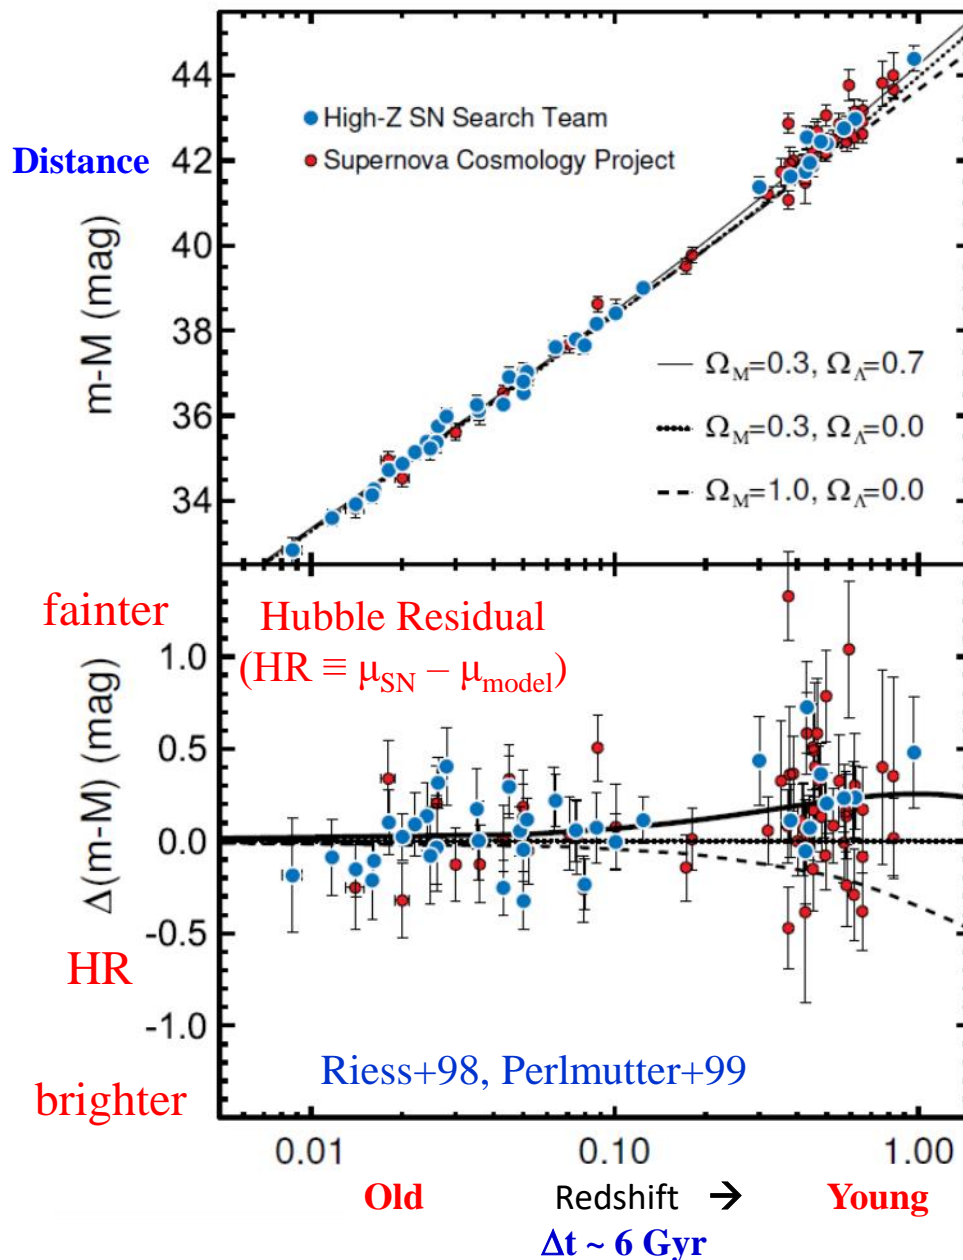 44
42
40
38
36
34
Distance
m-M (mag)
High-Z SN Search Team
Supernova Cosmology Project
Ω_M=0.3, Ω_Λ=0.7
Ω_M=0.3, Ω_Λ=0.0
Ω_M=1.0, Ω_Λ=0.0
fainter
Hubble Residual
(HR ≡ μ_SN – μ_model)
1.0
0.5
0.0
-0.5
-1.0
Δ(m-M) (mag)
HR
brighter
Riess+98, Perlmutter+99
0.01 0.10 1.00
Old Redshift → Young
Δt ~ 6 Gyr